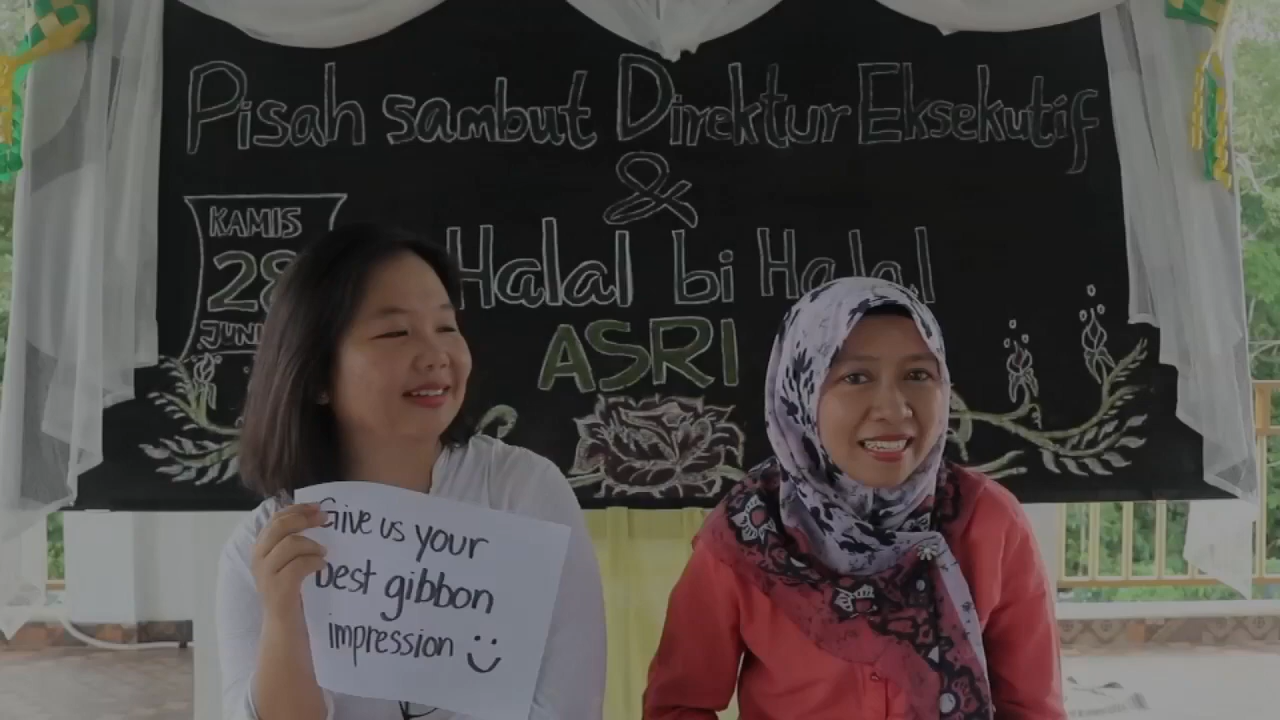 Pisah sambut Direktur Eksekutif
&
Halal bi Halal
ASRI
KAMIS
28
JUNI
Give us your
best gibbon
impression :)